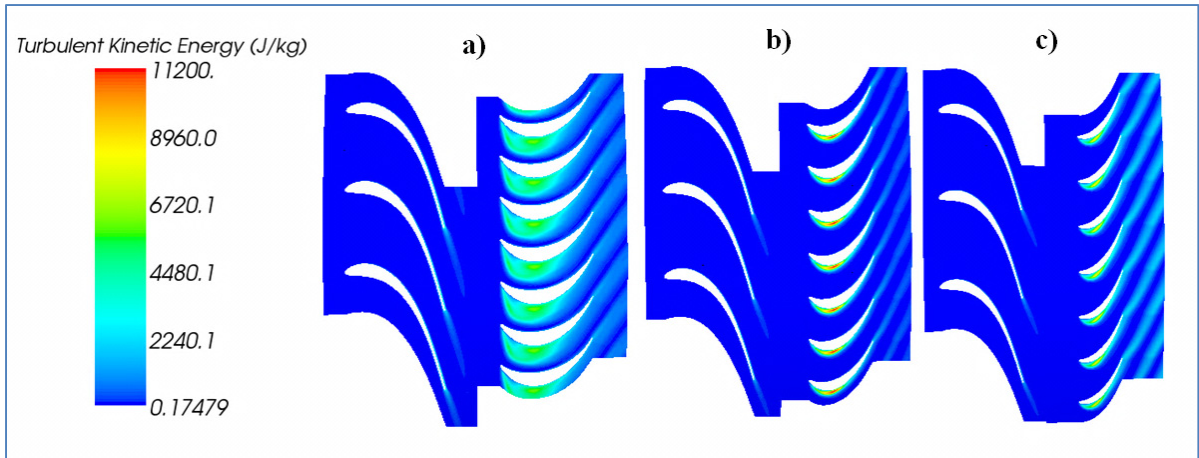 Turbulent Kinetic Energy (J/kg)
a)
b)
c)
11200.
8960.0
6720.1
4480.1
2240.1
0.17479